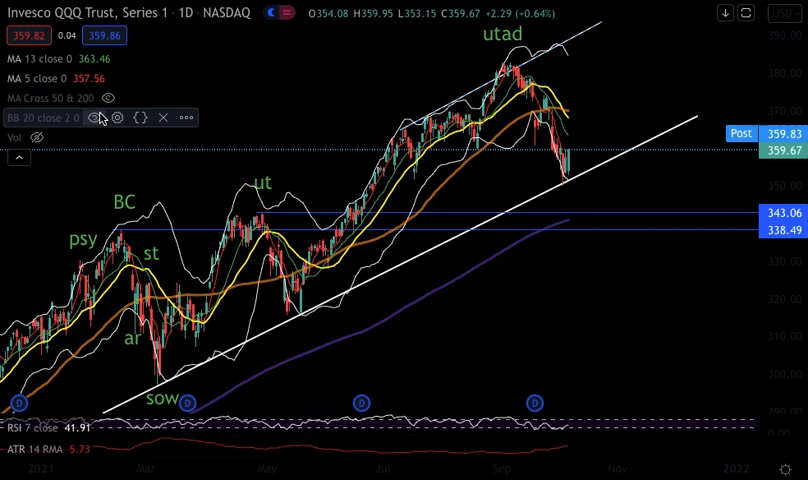 Invesco QQQ Trust, Series 1 · 1D · NASDAQ O354.08 H359.95 L353.15 C359.67 +2.29 (+0.64%) USD
359.82 0.04 359.86
MA 13 close 0 363.46
MA 5 close 0 357.56
MA Cross 50 & 200
BB 20 close 2 0
Vol
utad
ut
BC
psy
st
ar
sow
390.00
380.00
370.00
Post 359.83
359.67
350.00
343.06
338.49
330.00
320.00
310.00
300.00
290.00
D D D D
RSI 7 close 41.91
ATR 14 RMA 5.73
2021 Mar May Jul Sep Nov 2022